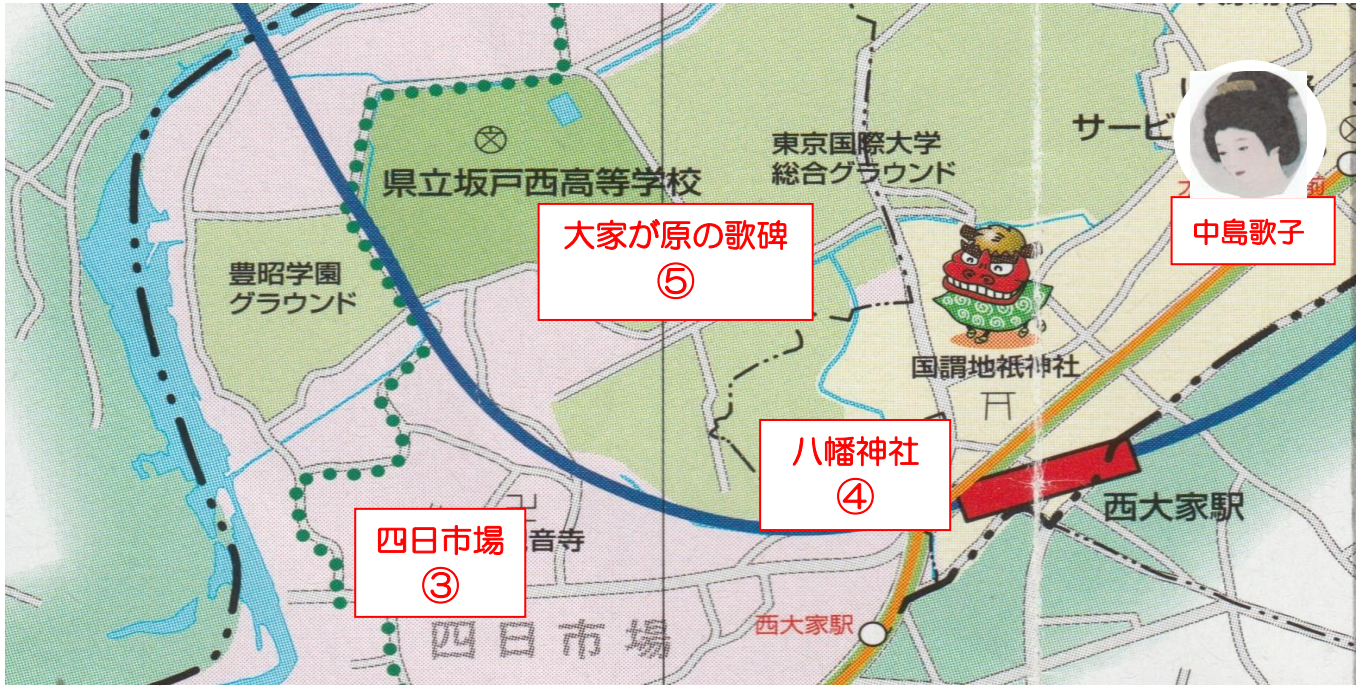 県立坂戸西高等学校
東京国際大学
総合グラウンド
サービ
中島歌子
大家が原の歌碑
⑤
豊昭学園
グラウンド
国謂地祇神社
八幡神社
④
西大家駅
四日市場
③
音寺
西大家駅
四日市場